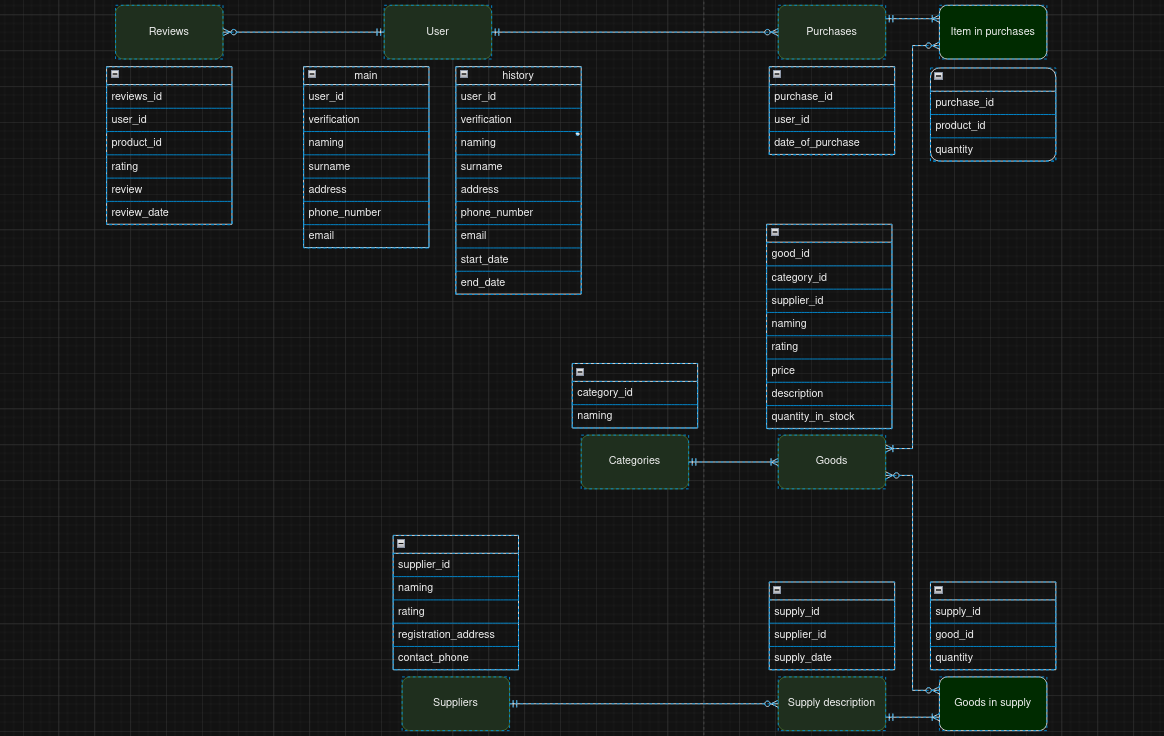 Reviews
User
Purchases
Item in purchases
reviews_id
user_id
product_id
rating
review
review_date
main
user_id
verification
naming
surname
address
phone_number
email
history
user_id
verification
naming
surname
address
phone_number
email
start_date
end_date
purchase_id
user_id
date_of_purchase
purchase_id
product_id
quantity
good_id
category_id
supplier_id
naming
rating
price
description
quantity_in_stock
category_id
naming
Categories
Goods
supplier_id
naming
rating
registration_address
contact_phone
supply_id
supplier_id
supply_date
supply_id
good_id
quantity
Suppliers
Supply description
Goods in supply